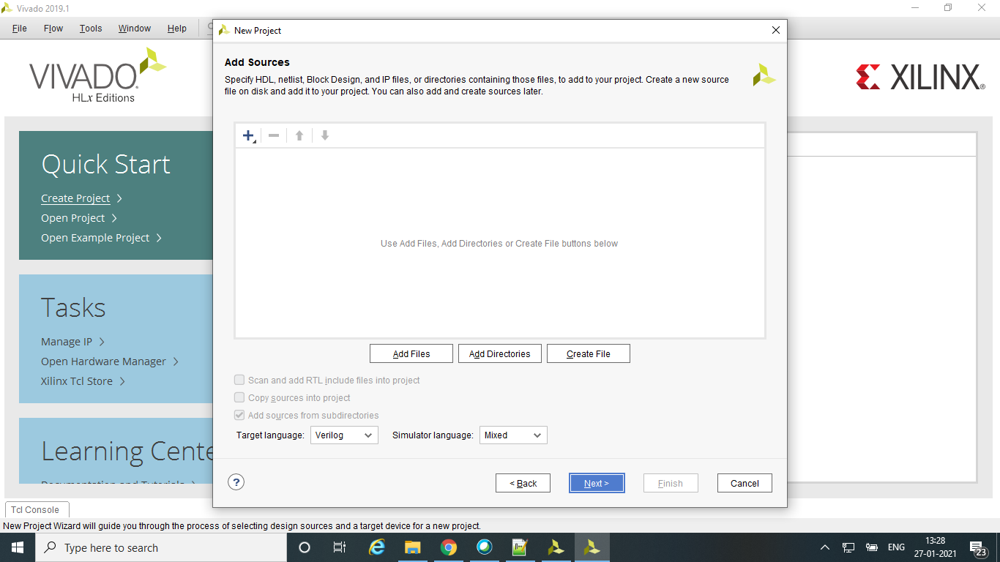 Vivado 2019.1
File Flow Tools Window Help
New Project
Add Sources
Specify HDL, netlist, Block Design, and IP files, or directories containing those files, to add to your project. Create a new source
file on disk and add it to your project. You can also add and create sources later.
VIVADO.
HLx Editions
XILINX®
Quick Start
Create Project
Open Project
Open Example Project
Use Add Files, Add Directories or Create File buttons below
Tasks
Manage IP
Open Hardware Manager
Xilinx Tcl Store
Add Files Add Directories Create File
Scan and add RTL include files into project
Copy sources into project
Add sources from subdirectories
Target language: Verilog Simulator language: Mixed
Learning Cente
Documentation and Tutorials
? < Back Next > Finish Cancel
Tcl Console
New Project Wizard will guide you through the process of selecting design sources and a target device for a new project.
Type here to search
ENG
13:28
27-01-2021
23